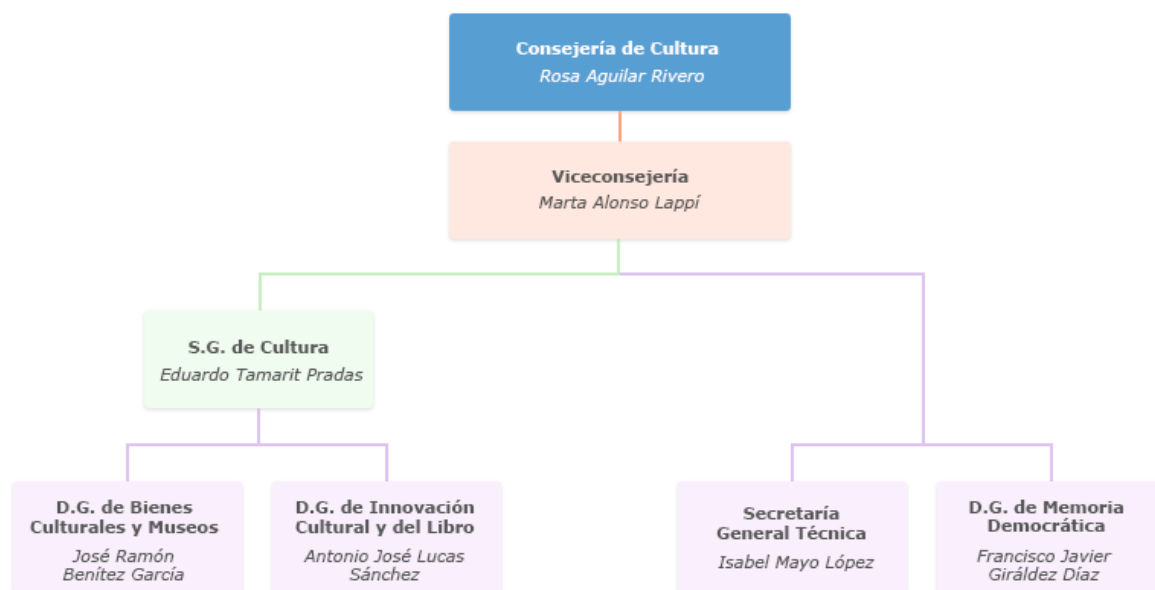 Consejería de Cultura
Rosa Aguilar Rivero
Viceconsejería
Marta Alonso Lappí
S.G. de Cultura
Eduardo Tamarit Pradas
D.G. de Bienes
Culturales y Museos
José Ramón
Benítez García
D.G. de Innovación
Cultural y del Libro
Antonio José Lucas
Sánchez
Secretaría
General Técnica
Isabel Mayo López
D.G. de Memoria
Democrática
Francisco Javier
Giráldez Díaz